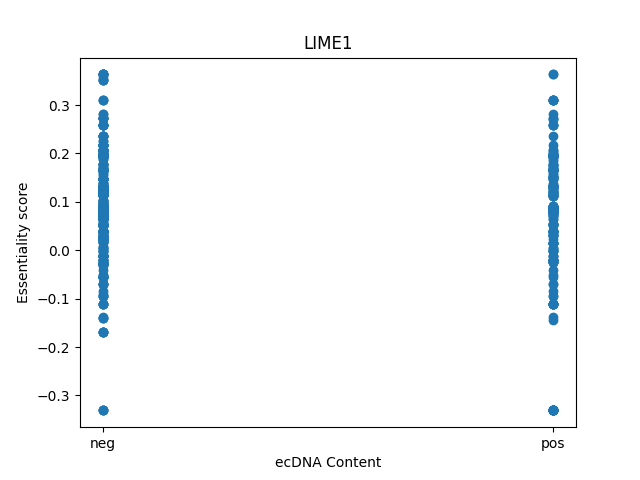 LIME1
Essentiality score
0.3
0.2
0.1
0.0
−0.1
−0.2
−0.3
neg
pos
ecDNA Content